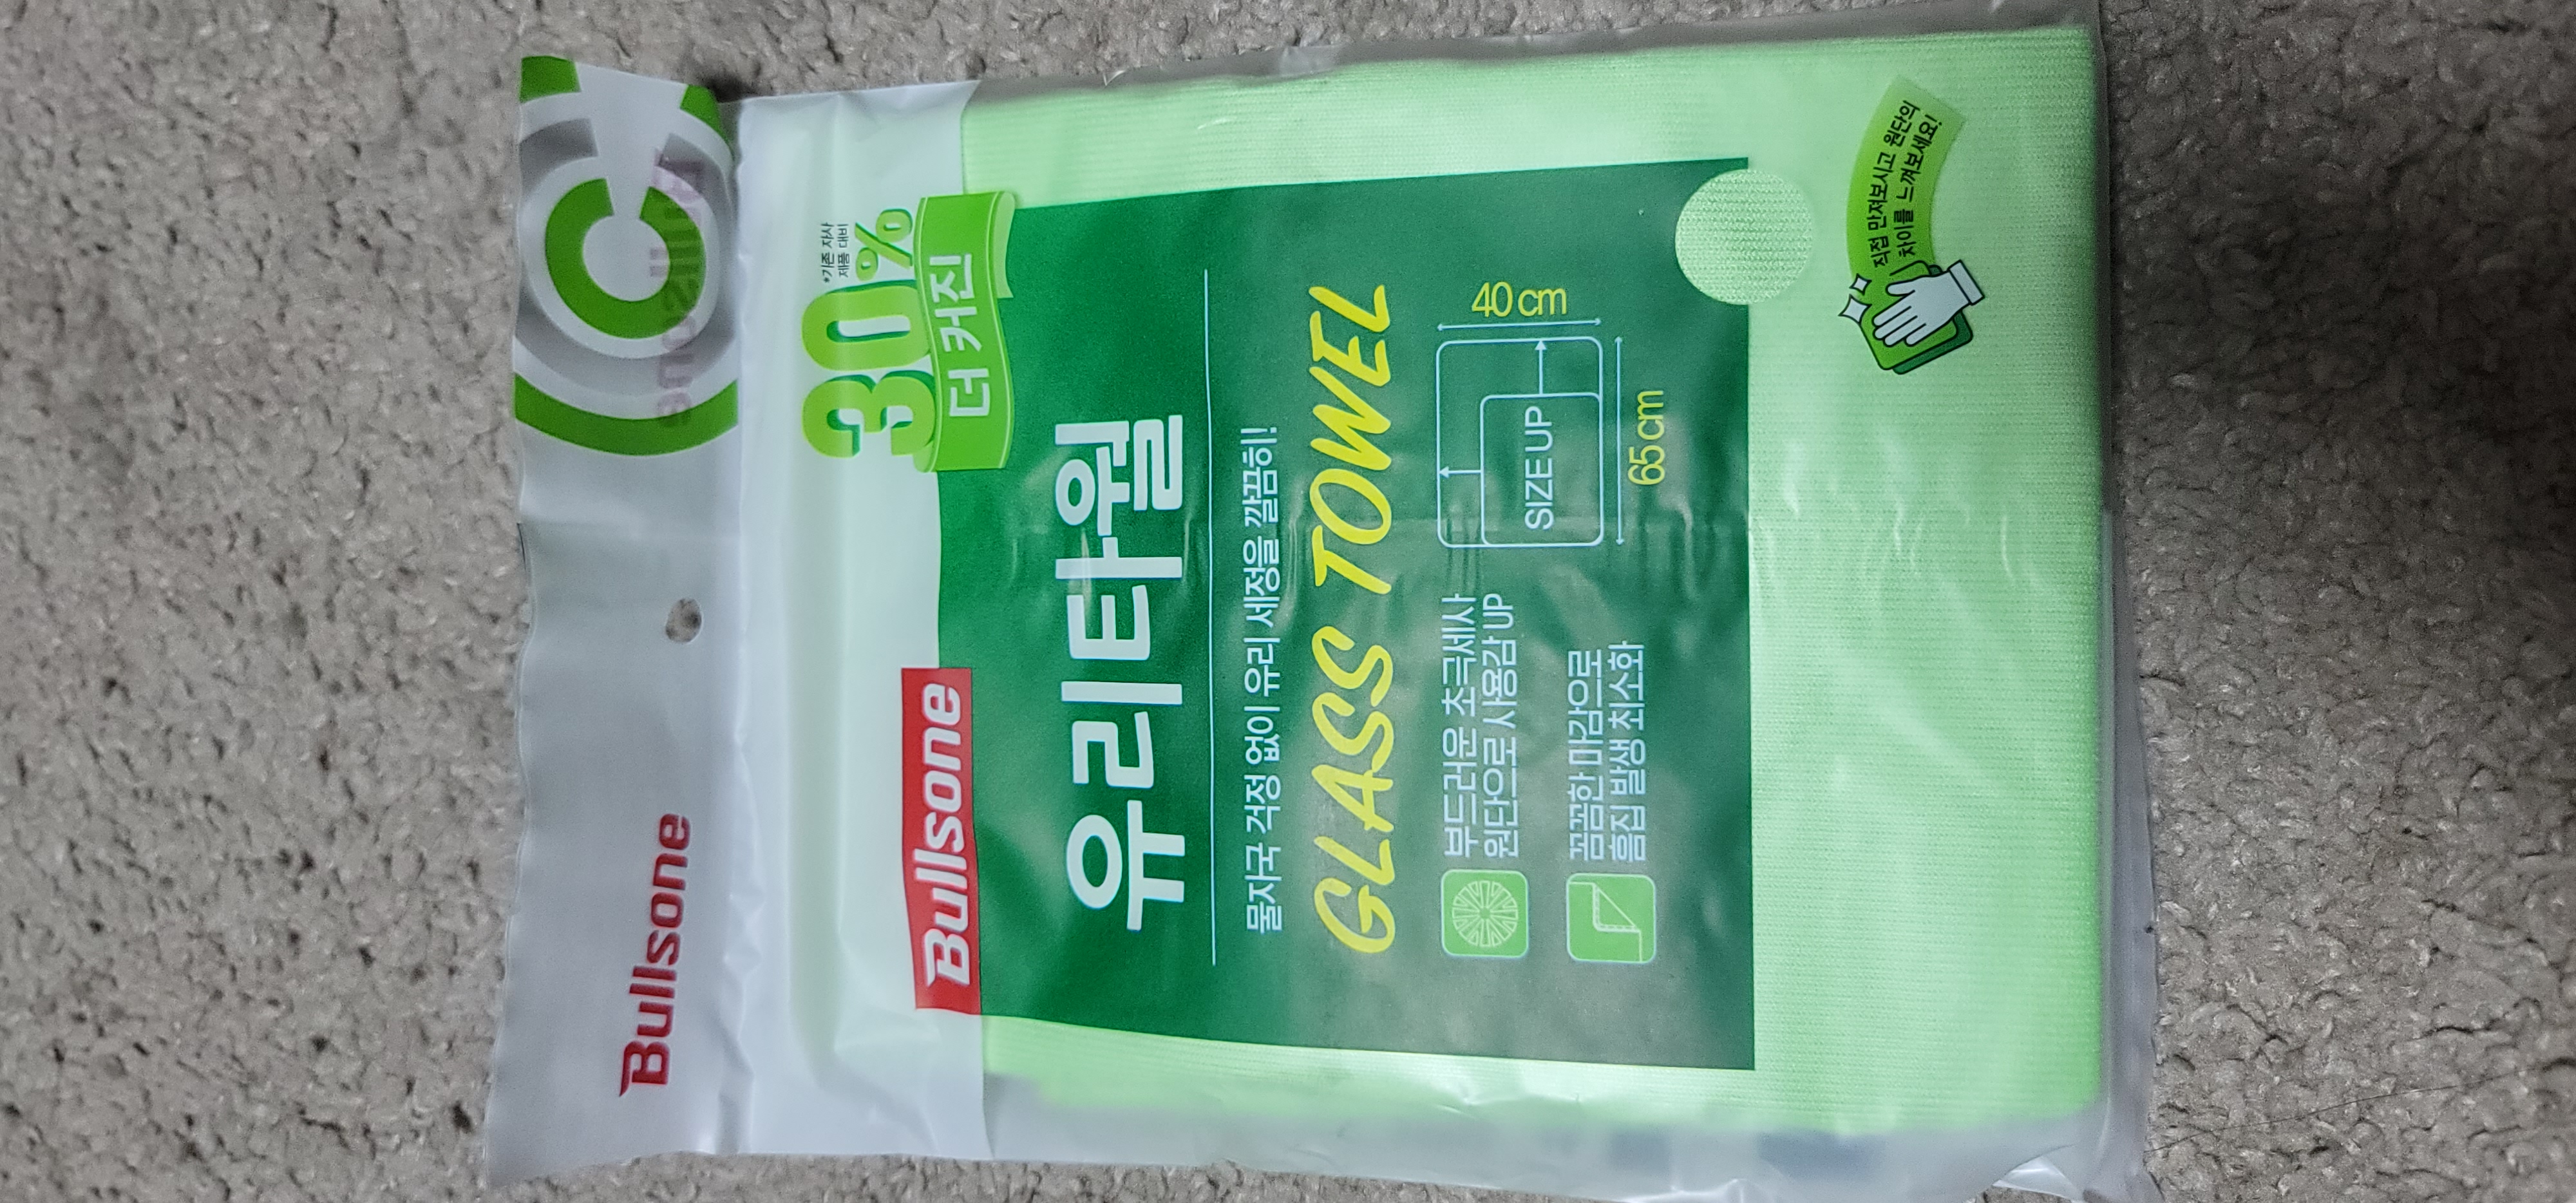 Bullsone
*기존 자사
제품 대비
30%
더 커진
Bullsone
유리타월
물자국 걱정 없이 유리 세정을 깔끔히!
GLASS TOWEL
부드러운 초극세사
원단으로 사용감 UP
꼼꼼한 마감으로
흠집 발생 최소화
SIZE UP
40 cm
65 cm
직접 만져보시고 원단의
차이를 느껴보세요!